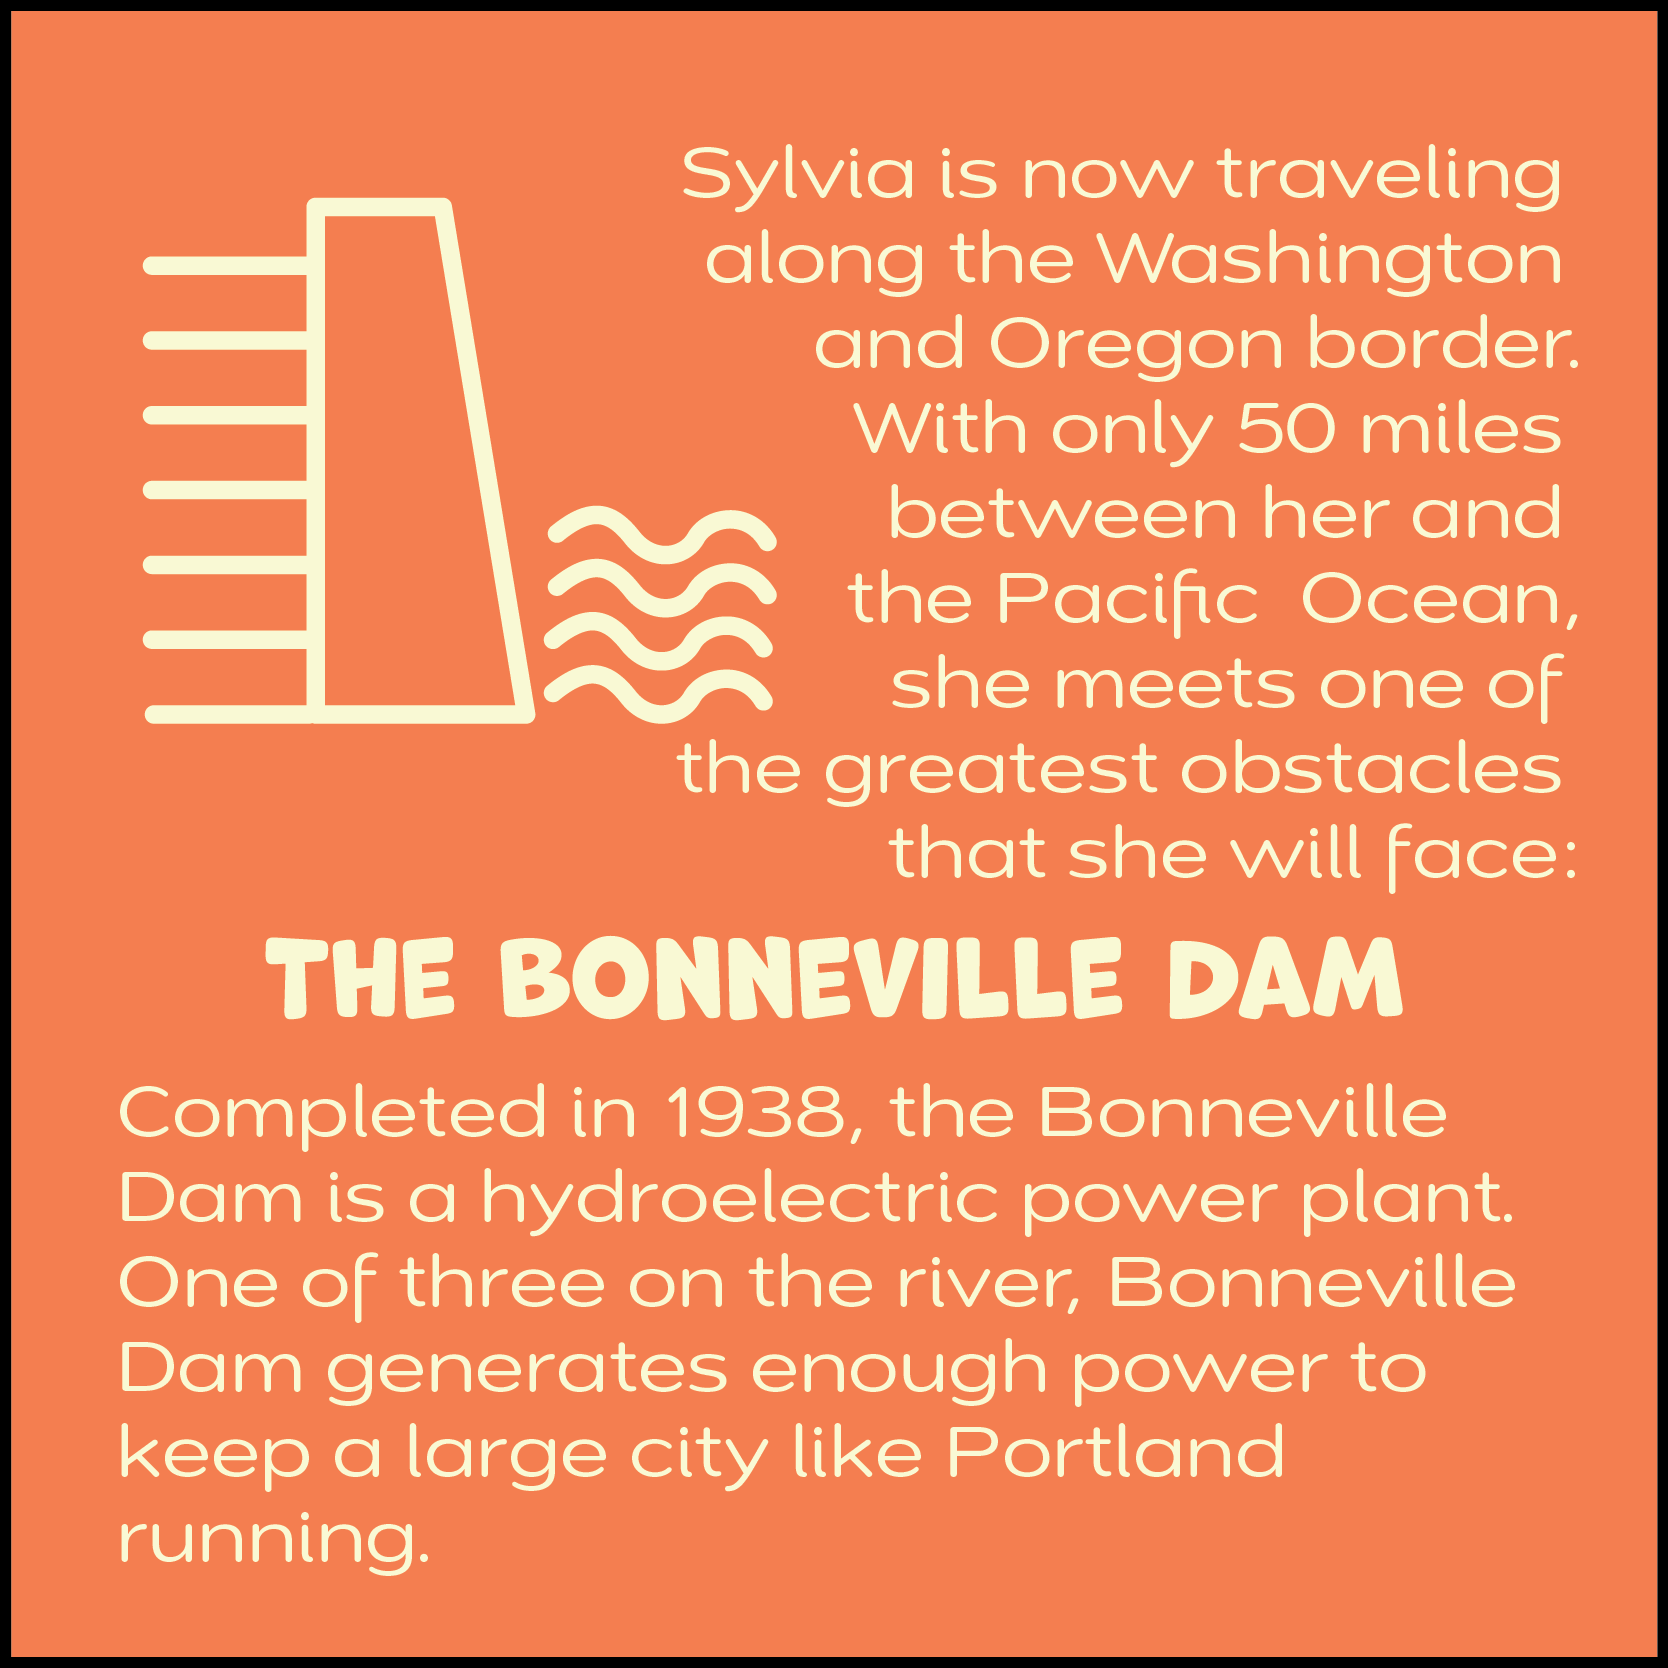 Sylvia is now traveling
along the Washington
and Oregon border.
With only 50 miles
between her and
the Pacific  Ocean,
she meets one of
the greatest obstacles
that she will face:
THE BONNEVILLE DAM
Completed in 1938, the Bonneville
Dam is a hydroelectric power plant.
One of three on the river, Bonneville
Dam generates enough power to
keep a large city like Portland
running.